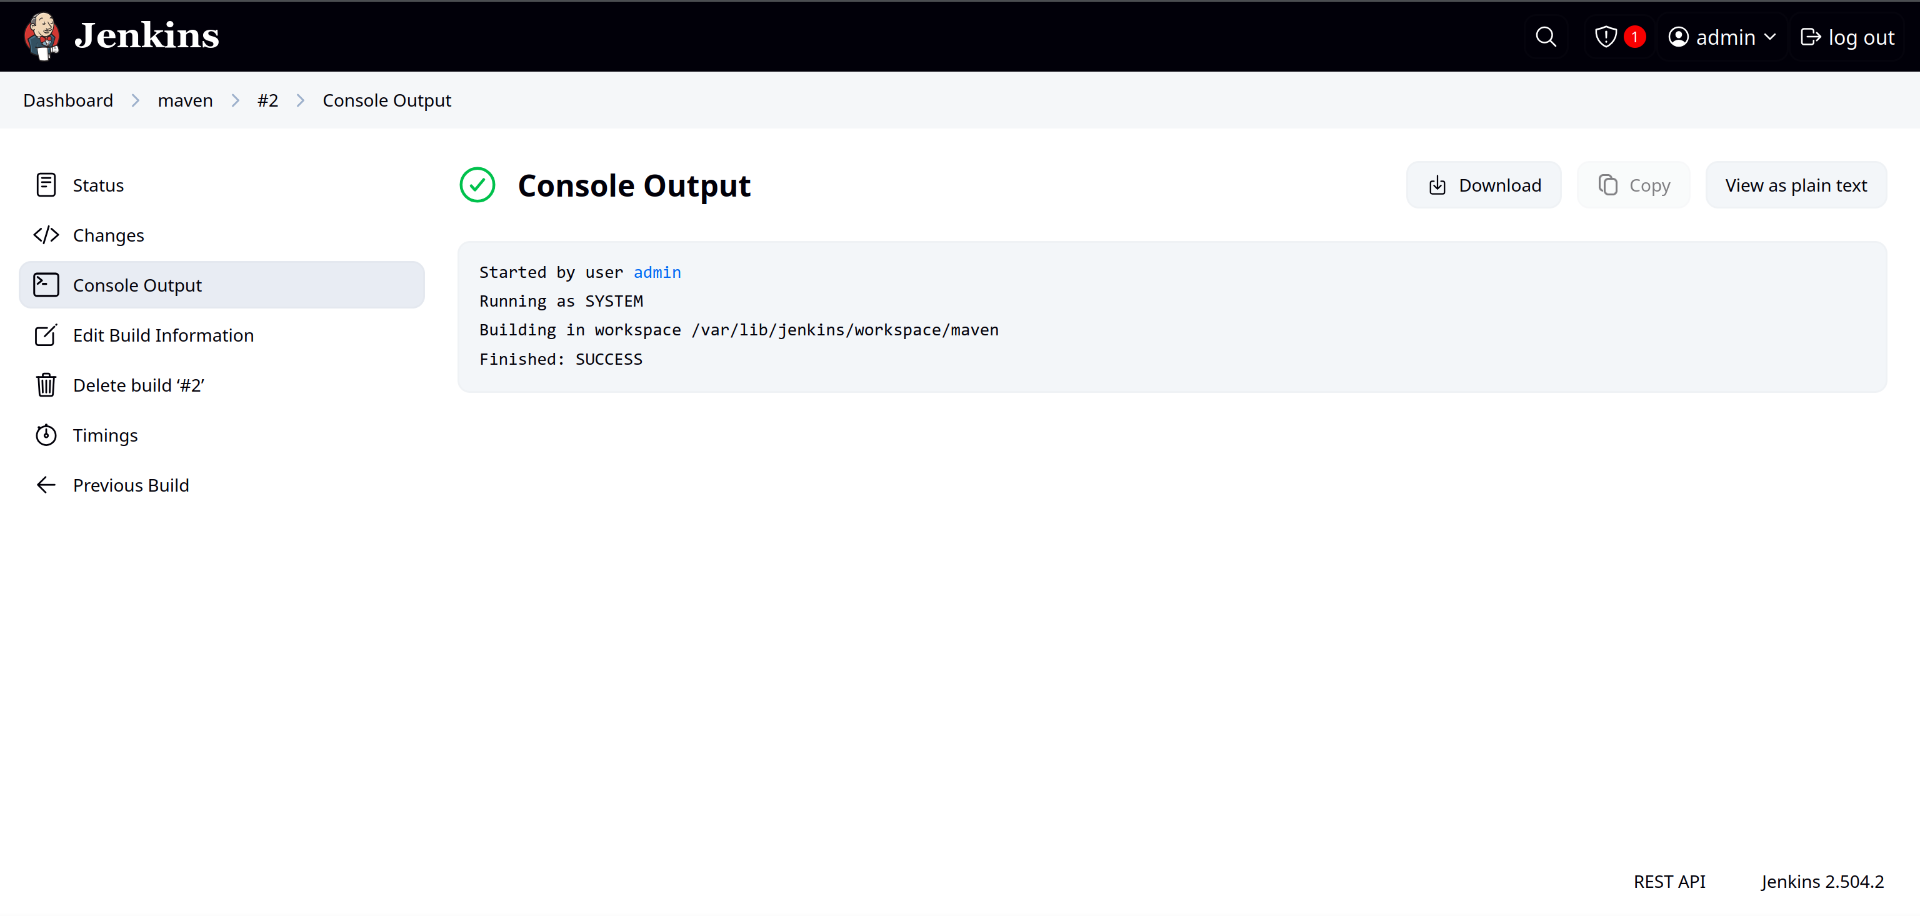 Jenkins
1
admin
log out
Dashboard > maven > #2 > Console Output
Status
Changes
Console Output
Edit Build Information
Delete build ‘#2’
Timings
Previous Build
Console Output
Download
Copy
View as plain text
Started by user admin
Running as SYSTEM
Building in workspace /var/lib/jenkins/workspace/maven
Finished: SUCCESS
REST API
Jenkins 2.504.2